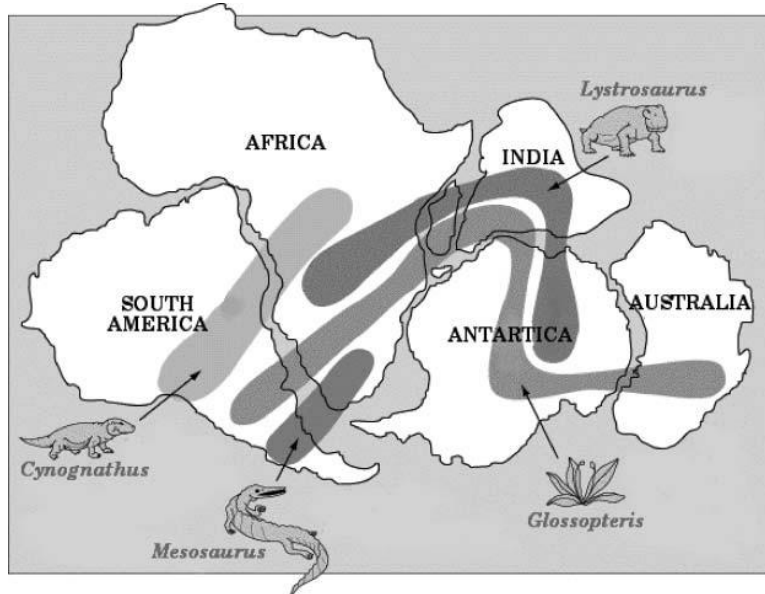 Lystrosaurus
AFRICA
INDIA
SOUTH
AMERICA
ANTARTICA
AUSTRALIA
Cynognathus
Mesosaurus
Glossopteris